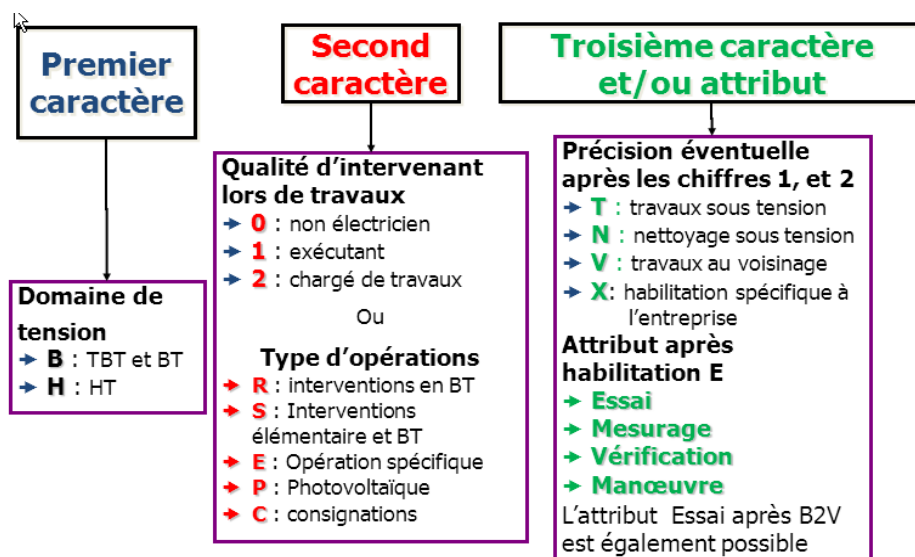 Premier
caractère
Domaine de
tension
B : TBT et BT
H : HT
Second
caractère
Qualité d'intervenant
lors de travaux
0 : non électricien
1 : exécutant
2 : chargé de travaux
Ou
Type d'opérations
R : interventions en BT
S : Interventions
élémentaire et BT
E : Opération spécifique
P : Photovoltaïque
C : consignations
Troisième caractère
et/ou attribut
Précision éventuelle
après les chiffres 1, et 2
T : travaux sous tension
N : nettoyage sous tension
V : travaux au voisinage
X: habilitation spécifique à
l'entreprise
Attribut après
habilitation E
Essai
Mesurage
Vérification
Manœuvre
L'attribut Essai après B2V
est également possible